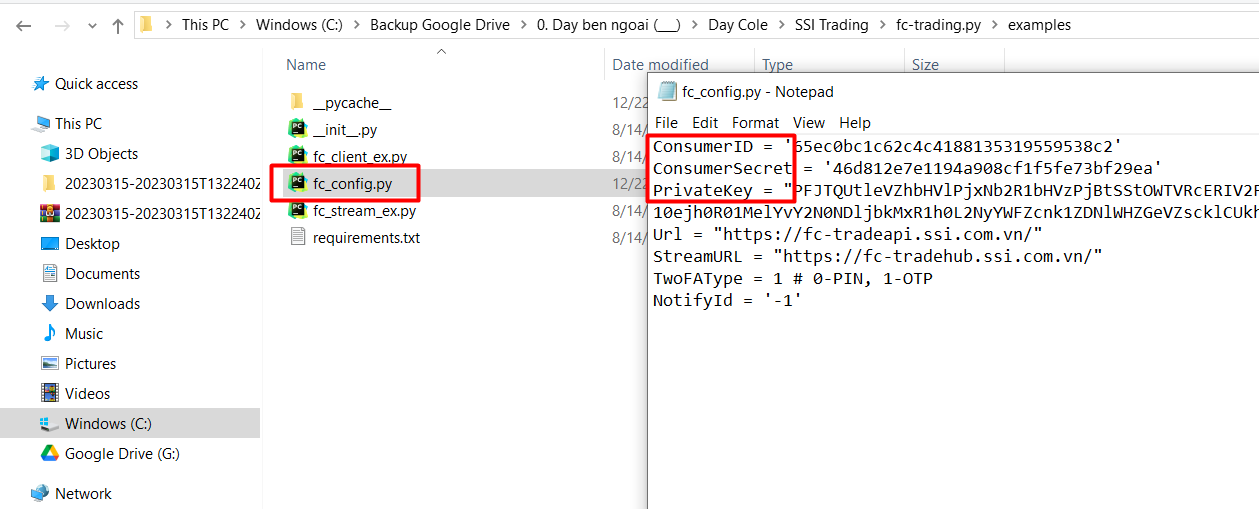 This PC > Windows (C:) > Backup Google Drive > 0. Day ben ngoai (__) > Day Cole > SSI Trading > fc-trading.py > examples
Quick access
This PC
3D Objects
20230315-20230315T132240Z
20230315-20230315T132240Z
Desktop
Documents
Downloads
Music
Pictures
Videos
Windows (C:)
Google Drive (G:)
Network
Name Date modified Type Size
__pycache__ 12/22
__init__.py 8/14/
fc_client_ex.py 8/14/
fc_config.py 12/22
fc_stream_ex.py 8/14/
requirements.txt 8/14/
fc_config.py - Notepad
File Edit Format View Help
ConsumerID = '65ec0bc1c62c4c4188135319559538c2'
ConsumerSecret = '46d812e7e1194a908cf1f5fe73bf29ea'
PrivateKey = "PFJTQUtleVZhbHVlPjxNb2R1bHVzPjBtSStOWTVRcERIV2F
10ejh0R01MelYvY2N0NDljbkMxR1h0L2NyYWFZcnk1ZDNlWHZGeVZscklCUkh
Url = "https://fc-tradeapi.ssi.com.vn/"
StreamURL = "https://fc-tradehub.ssi.com.vn/"
TwoFAType = 1 # 0-PIN, 1-OTP
NotifyId = '-1'